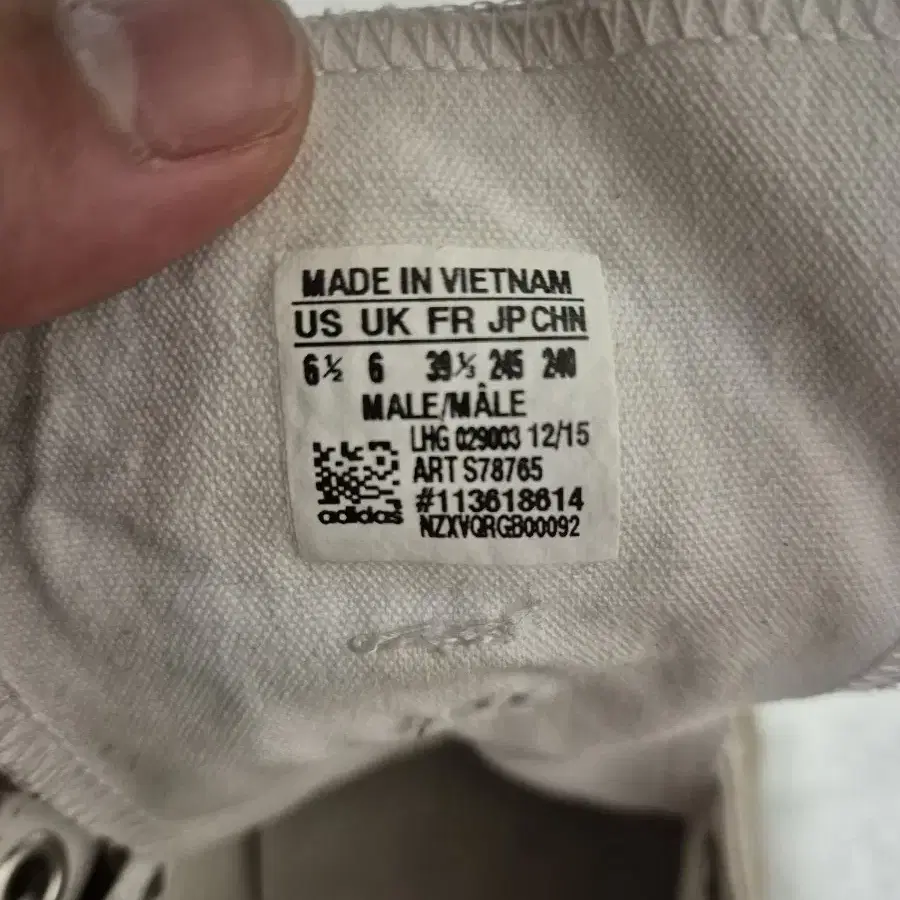 MADE IN VIETNAM
US UK FR JP CHN
6½ 6 39⅓ 245 240
MALE/MÂLE
LHG 029003 12/15
ART S78765
#113618614
adidas NZXVQRGB00092